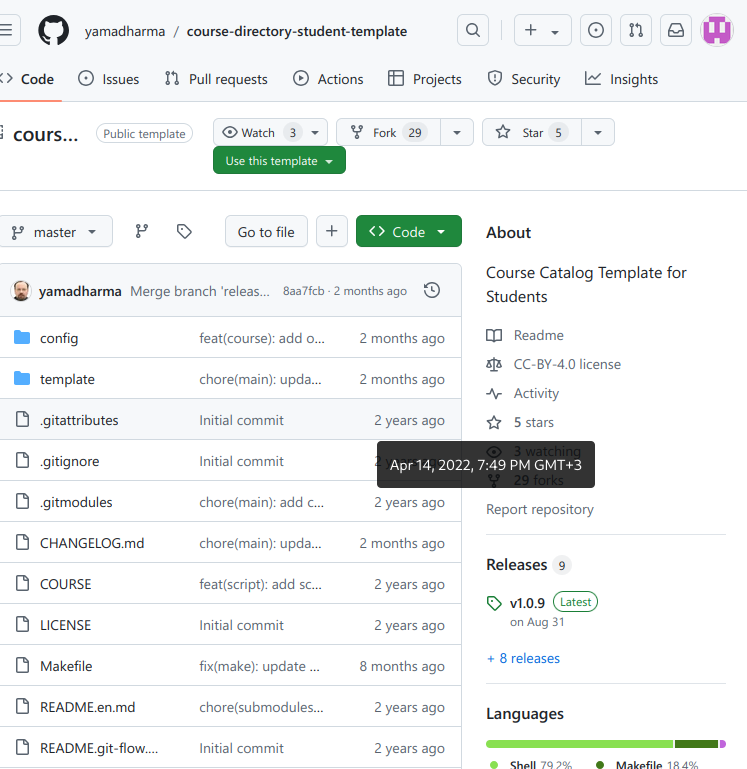 yamadharma / course-directory-student-template
Code Issues Pull requests Actions Projects Security Insights
cours... Public template Watch 3 Fork 29 Star 5
Use this template
master Go to file Code
About
Course Catalog Template for
Students
Readme
CC-BY-4.0 license
Activity
5 stars
3 watching
29 forks
Report repository
Releases 9
v1.0.9 Latest
on Aug 31
+ 8 releases
Languages
Shell 79.2% Makefile 18.4%
yamadharma Merge branch 'releas... 8aa7fcb · 2 months ago
config feat(course): add o... 2 months ago
template chore(main): upda... 2 months ago
.gitattributes Initial commit 2 years ago
Apr 14, 2022, 7:49 PM GMT+3
.gitignore Initial commit 2
.gitmodules chore(main): add c... 2 years ago
CHANGELOG.md chore(main): upda... 2 months ago
COURSE feat(script): add sc... 2 years ago
LICENSE Initial commit 2 years ago
Makefile fix(make): update ... 8 months ago
README.en.md chore(submodules... 2 years ago
README.git-flow.... Initial commit 2 years ago